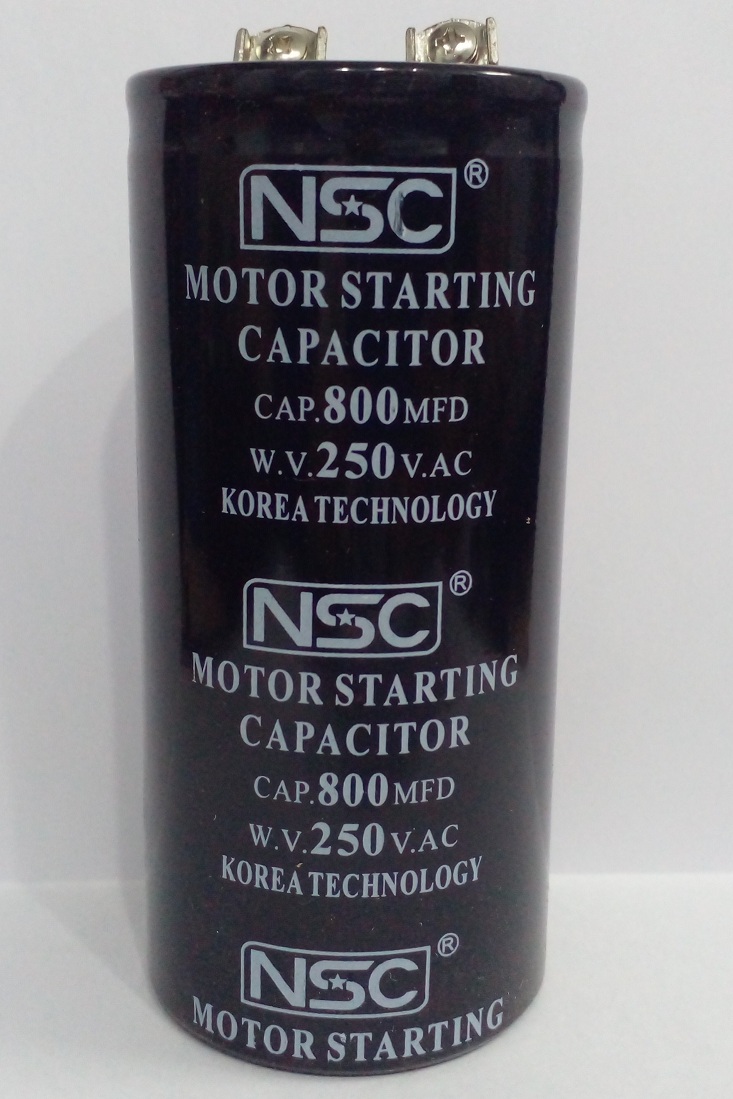 NSC ®
MOTOR STARTING
CAPACITOR
CAP.800MFD
W.V.250V.AC
KOREA TECHNOLOGY
NSC ®
MOTOR STARTING
CAPACITOR
CAP.800MFD
W.V.250V.AC
KOREA TECHNOLOGY
NSC ®
MOTOR STARTING